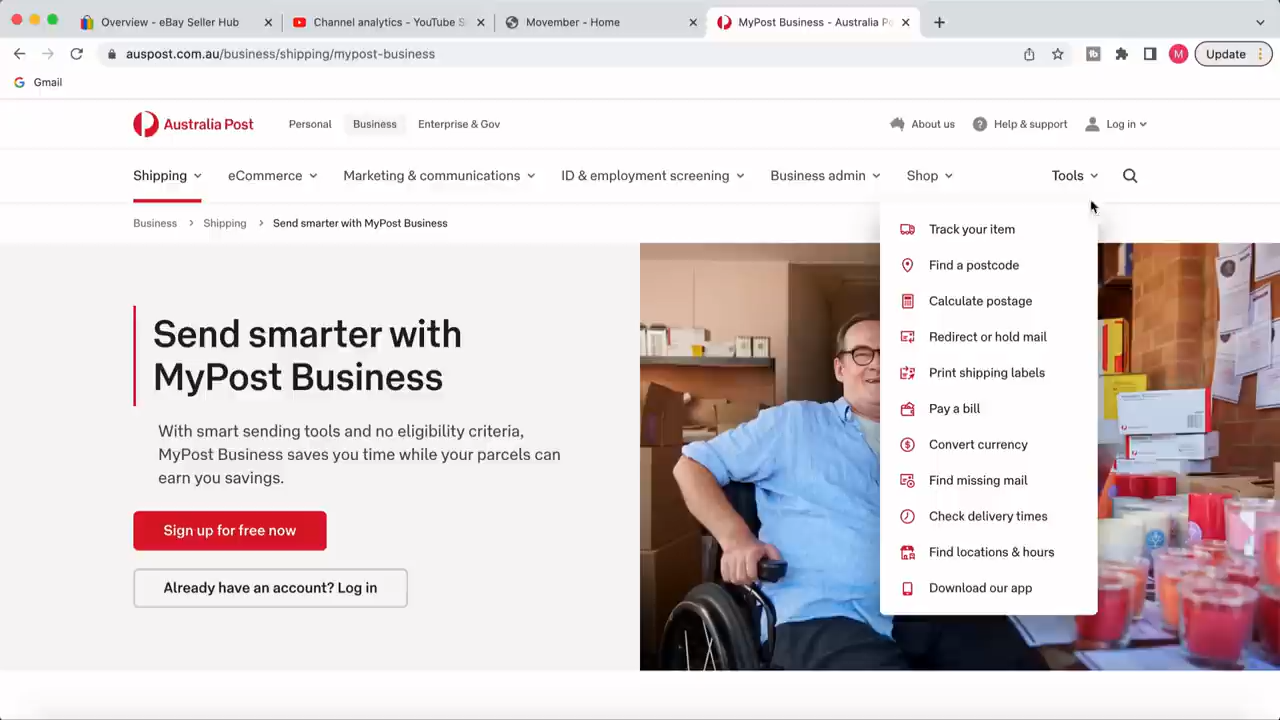 Overview - eBay Seller Hub
Channel analytics - YouTube S
Movember - Home
MyPost Business - Australia Po
auspost.com.au/business/shipping/mypost-business
M
Update
Gmail
Australia Post
Personal
Business
Enterprise & Gov
About us
Help & support
Log in
Shipping
eCommerce
Marketing & communications
ID & employment screening
Business admin
Shop
Tools
Business
Shipping
Send smarter with MyPost Business
Track your item
Find a postcode
Calculate postage
Redirect or hold mail
Print shipping labels
Pay a bill
Convert currency
Find missing mail
Check delivery times
Find locations & hours
Download our app
Send smarter with
MyPost Business
With smart sending tools and no eligibility criteria,
MyPost Business saves you time while your parcels can
earn you savings.
Sign up for free now
Already have an account? Log in